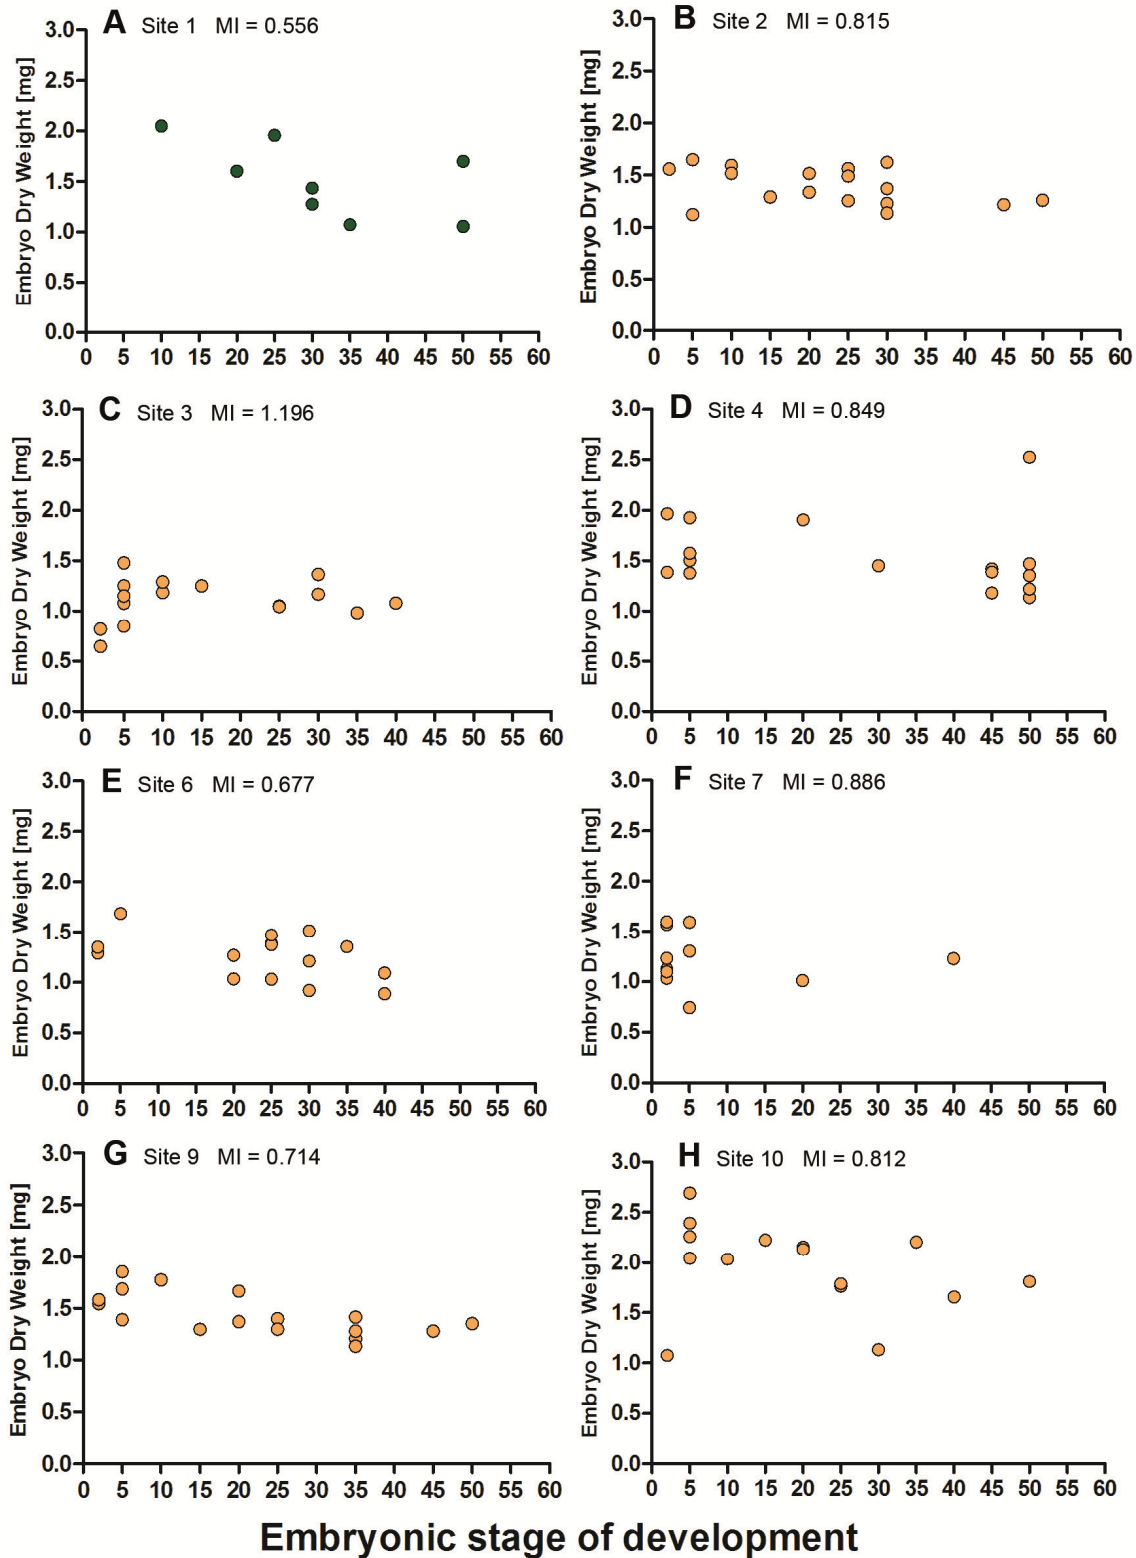 A Site 1 MI = 0.556
Embryo Dry Weight [mg]
3.0
2.5
2.0
1.5
1.0
0.5
0.0
0 5 10 15 20 25 30 35 40 45 50 55 60
B Site 2 MI = 0.815
Embryo Dry Weight [mg]
3.0
2.5
2.0
1.5
1.0
0.5
0.0
0 5 10 15 20 25 30 35 40 45 50 55 60
C Site 3 MI = 1.196
Embryo Dry Weight [mg]
3.0
2.5
2.0
1.5
1.0
0.5
0.0
0 5 10 15 20 25 30 35 40 45 50 55 60
D Site 4 MI = 0.849
Embryo Dry Weight [mg]
3.0
2.5
2.0
1.5
1.0
0.5
0.0
0 5 10 15 20 25 30 35 40 45 50 55 60
E Site 6 MI = 0.677
Embryo Dry Weight [mg]
3.0
2.5
2.0
1.5
1.0
0.5
0.0
0 5 10 15 20 25 30 35 40 45 50 55 60
F Site 7 MI = 0.886
Embryo Dry Weight [mg]
3.0
2.5
2.0
1.5
1.0
0.5
0.0
0 5 10 15 20 25 30 35 40 45 50 55 60
G Site 9 MI = 0.714
Embryo Dry Weight [mg]
3.0
2.5
2.0
1.5
1.0
0.5
0.0
0 5 10 15 20 25 30 35 40 45 50 55 60
H Site 10 MI = 0.812
Embryo Dry Weight [mg]
3.0
2.5
2.0
1.5
1.0
0.5
0.0
0 5 10 15 20 25 30 35 40 45 50 55 60
Embryonic stage of development